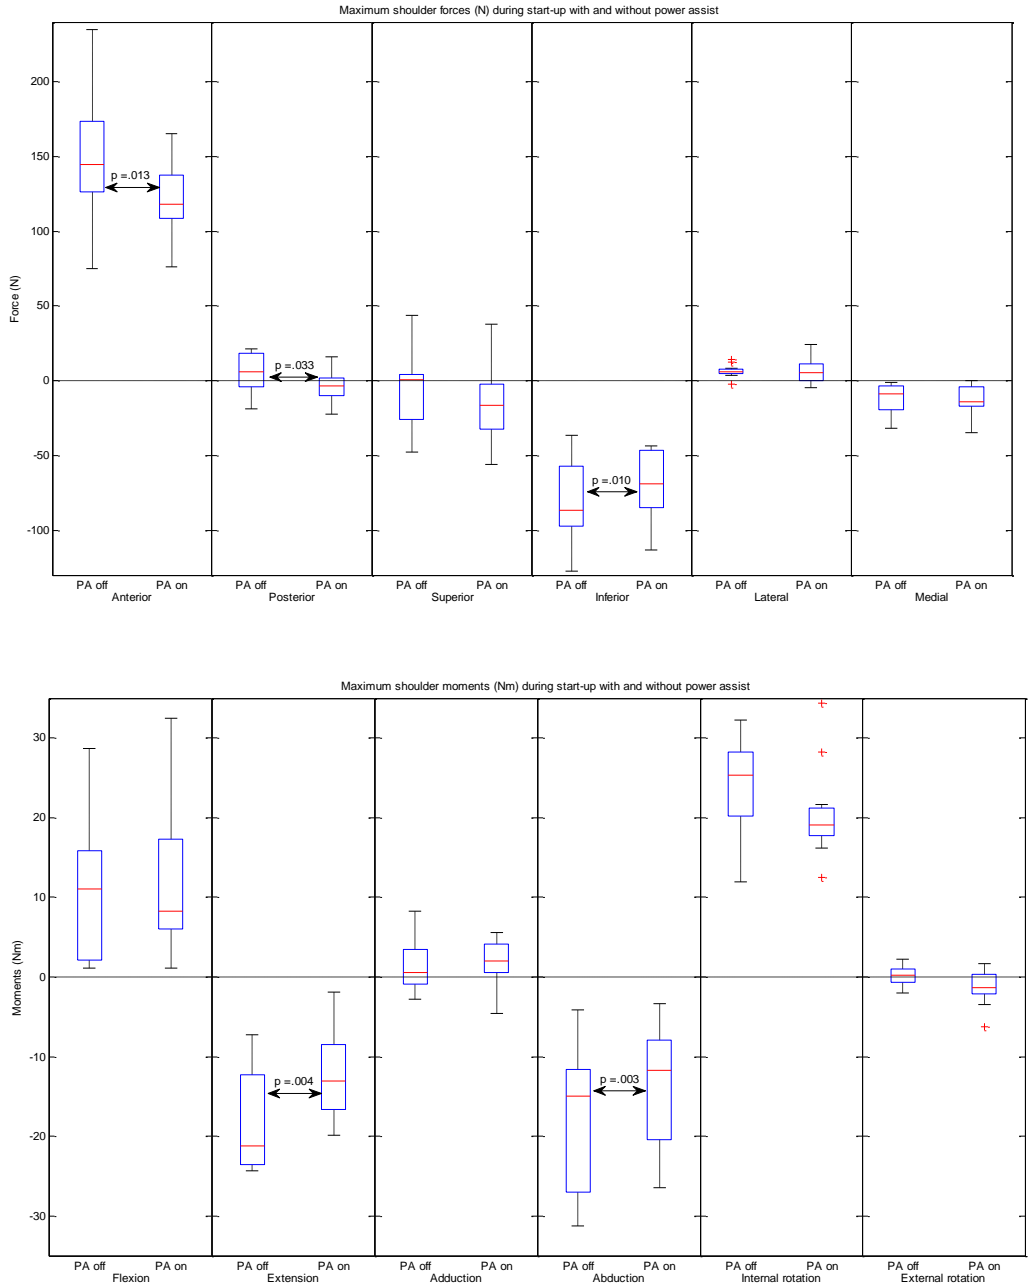 Maximum shoulder forces (N) during start-up with and without power assist
Force (N)
200
150
100
50
0
-50
-100
p =.013
p =.033
p =.010
PA off PA on PA off PA on PA off PA on PA off PA on PA off PA on PA off PA on
Anterior Posterior Superior Inferior Lateral Medial
Maximum shoulder moments (Nm) during start-up with and without power assist
Moments (Nm)
30
20
10
0
-10
-20
-30
p =.004
p =.003
PA off PA on PA off PA on PA off PA on PA off PA on PA off PA on PA off PA on
Flexion Extension Adduction Abduction Internal rotation External rotation